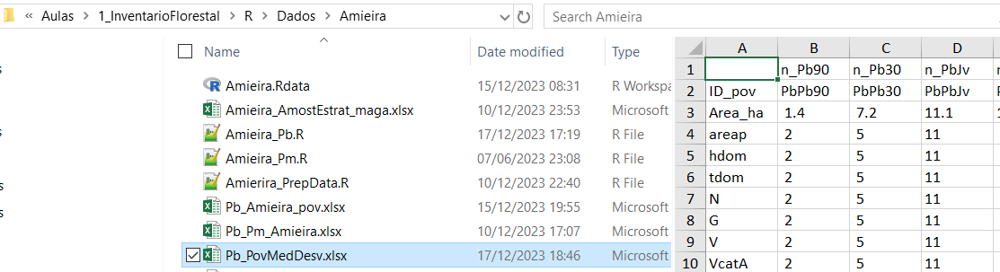 « Aulas > 1_InventarioFlorestal > R > Dados > Amieira
Search Amieira
Name Date modified Type
Amieira.Rdata 15/12/2023 08:31 R Workspa
Amieira_AmostEstrat_maga.xlsx 10/12/2023 23:53 Microsoft
Amieira_Pb.R 17/12/2023 17:19 R File
Amieira_Pm.R 07/06/2023 23:08 R File
Amierira_PrepData.R 10/12/2023 22:40 R File
Pb_Amieira_pov.xlsx 15/12/2023 19:55 Microsoft
Pb_Pm_Amieira.xlsx 10/12/2023 17:07 Microsoft
Pb_PovMedDesv.xlsx 17/12/2023 18:46 Microsoft
A B C D
1 n_Pb90 n_Pb30 n_PbJv
2 ID_pov PbPb90 PbPb30 PbPbJv
3 Area_ha 1.4 7.2 11.1
4 areap 2 5 11
5 hdom 2 5 11
6 tdom 2 5 11
7 N 2 5 11
8 G 2 5 11
9 V 2 5 11
10 VcatA 2 5 11